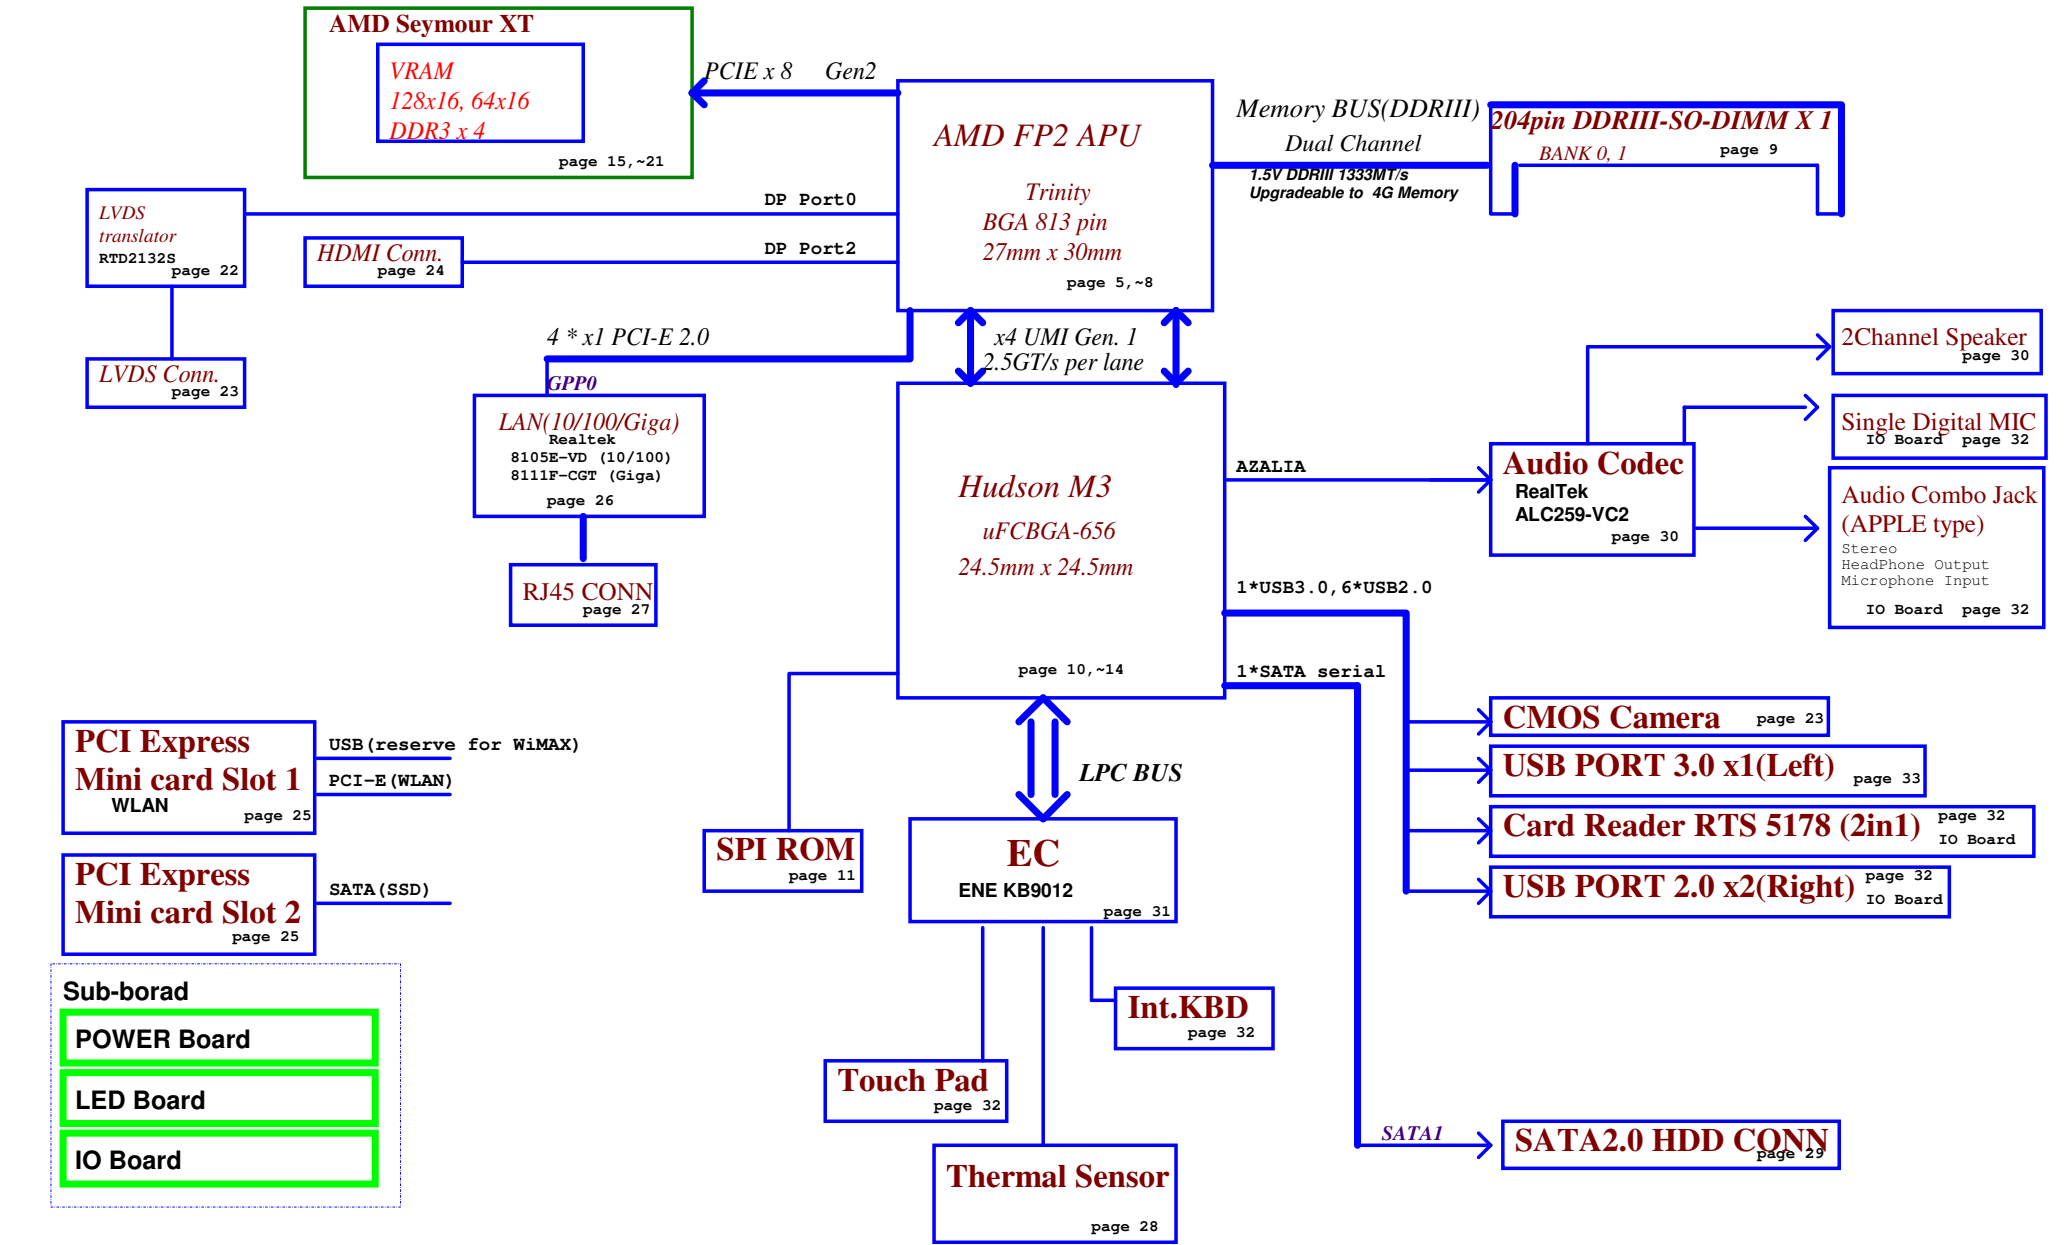 AMD Seymour XT
VRAM
128x16, 64x16
DDR3 x 4
page 15,~21
PCIE x 8 Gen2
AMD FP2 APU
Trinity
BGA 813 pin
27mm x 30mm
page 5,~8
Memory BUS(DDRIII)
Dual Channel
1.5V DDRIII 1333MT/s
Upgradeable to 4G Memory
204pin DDRIII-SO-DIMM X 1
BANK 0, 1 page 9
LVDS
translator
RTD2132S
page 22
DP Port0
HDMI Conn.
page 24
DP Port2
LVDS Conn.
page 23
4 * x1 PCI-E 2.0
GPP0
x4 UMI Gen. 1
2.5GT/s per lane
LAN(10/100/Giga)
Realtek
8105E-VD (10/100)
8111F-CGT (Giga)
page 26
RJ45 CONN
page 27
Hudson M3
uFCBGA-656
24.5mm x 24.5mm
page 10,~14
AZALIA
Audio Codec
RealTek
ALC259-VC2
page 30
2Channel Speaker
page 30
Single Digital MIC
IO Board page 32
Audio Combo Jack
(APPLE type)
Stereo
HeadPhone Output
Microphone Input
IO Board page 32
1*USB3.0,6*USB2.0
1*SATA serial
CMOS Camera page 23
USB PORT 3.0 x1(Left) page 33
Card Reader RTS 5178 (2in1) page 32
IO Board
USB PORT 2.0 x2(Right) page 32
IO Board
PCI Express
Mini card Slot 1
WLAN
page 25
USB(reserve for WiMAX)
PCI-E(WLAN)
PCI Express
Mini card Slot 2
page 25
SATA(SSD)
SPI ROM
page 11
LPC BUS
EC
ENE KB9012
page 31
Int.KBD
page 32
Touch Pad
page 32
Thermal Sensor
page 28
SATA1
SATA2.0 HDD CONN
page 29
Sub-borad
POWER Board
LED Board
IO Board